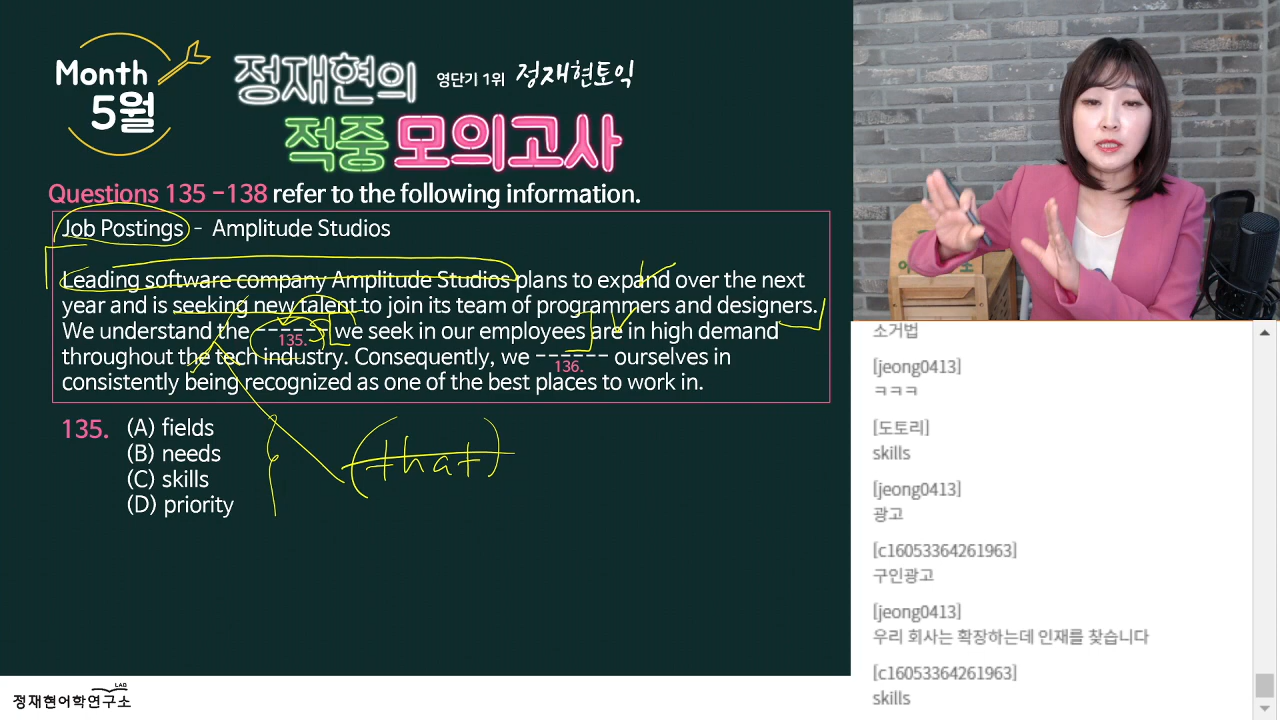 Month
5월
정재현의
영단기 1위 정재현토익
적중 모의고사
Questions 135 -138 refer to the following information.
Job Postings - Amplitude Studios
Leading software company Amplitude Studios plans to expand over the next
year and is seeking new talent to join its team of programmers and designers.
We understand the ------ we seek in our employees are in high demand
135.
throughout the tech industry. Consequently, we ------ ourselves in
136.
consistently being recognized as one of the best places to work in.
135. (A) fields
(B) needs
(C) skills
(D) priority
(that)
소거법
[jeong0413]
ㅋㅋㅋ
[도토리]
skills
[jeong0413]
광고
[c16053364261963]
구인광고
[jeong0413]
우리 회사는 확장하는데 인재를 찾습니다
[c16053364261963]
skills
LAB
정재현어학연구소